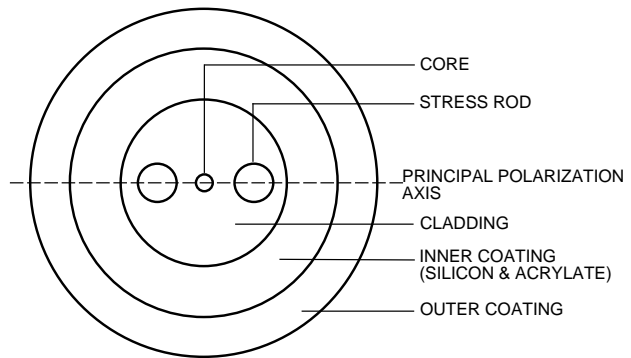 CORE
STRESS ROD
PRINCIPAL POLARIZATION
AXIS
CLADDING
INNER COATING
(SILICON & ACRYLATE)
OUTER COATING